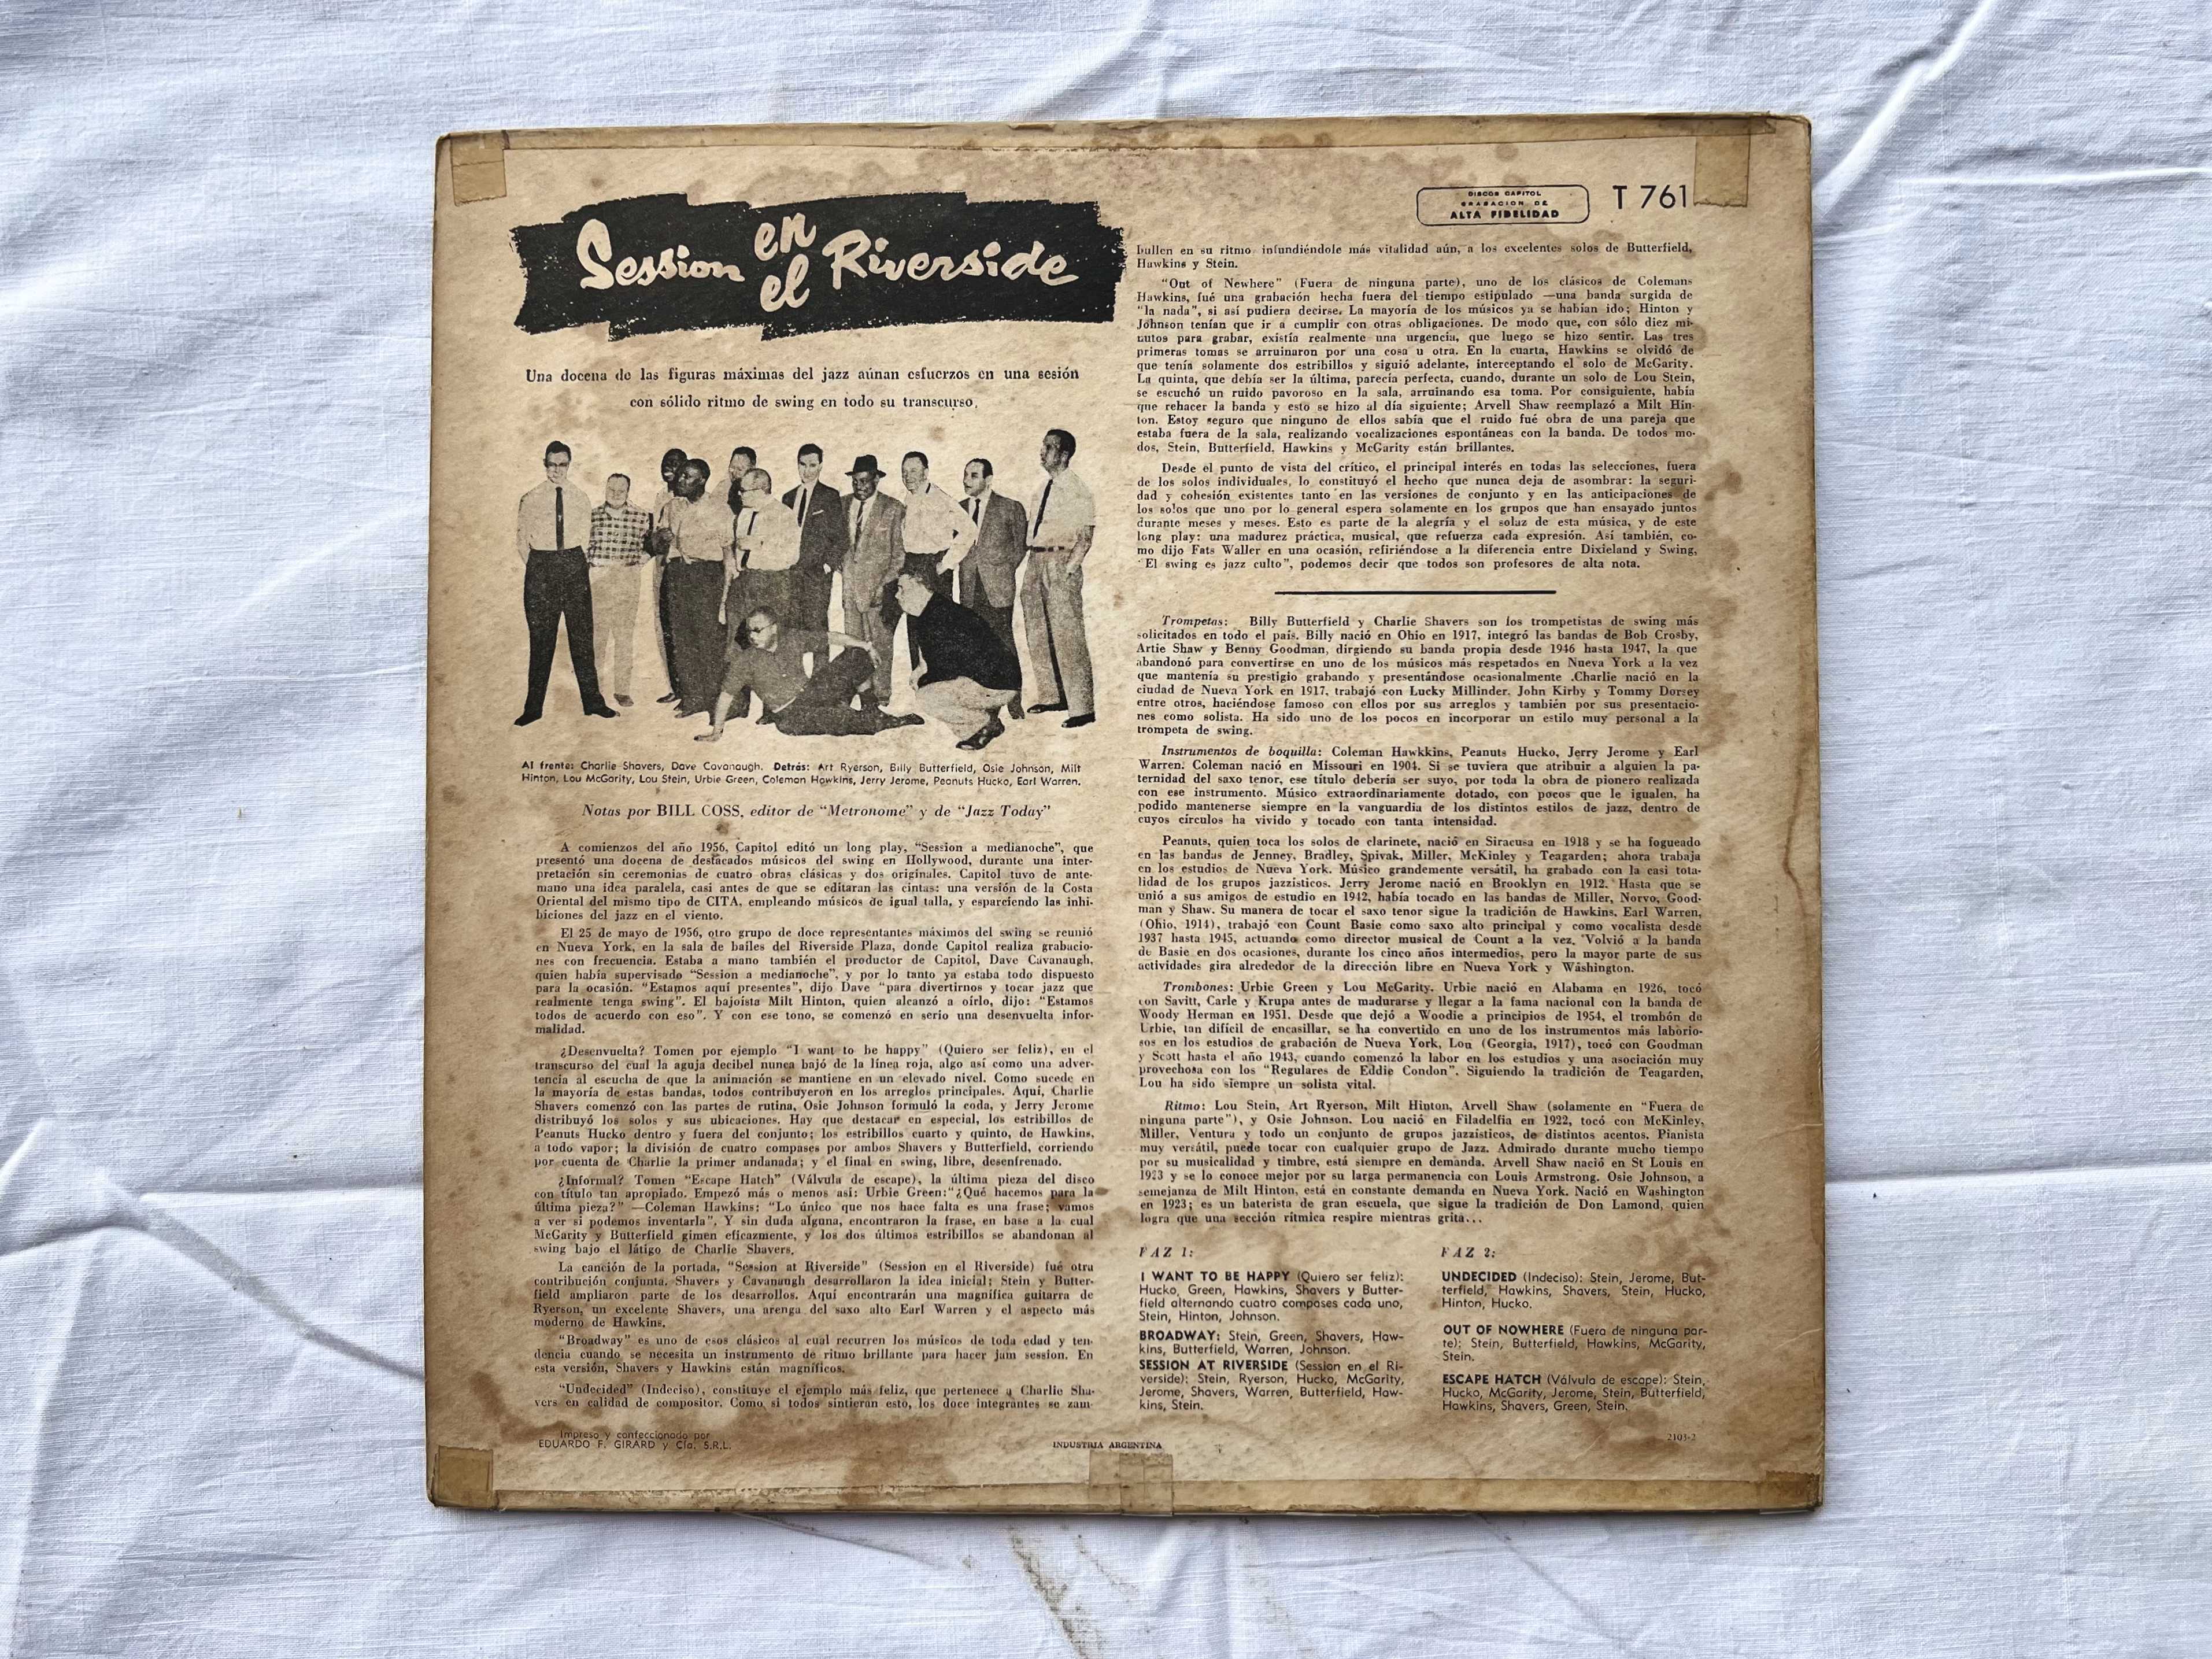 Session en el Riverside
Una docena de las figuras máximas del jazz aúnan esfuerzos en una sesión
con sólido ritmo de swing en todo su transcurso.
Al frente: Charlie Shavers, Dave Cavanaugh. Detrás: Art Ryerson, Billy Butterfield, Osie Johnson, Milt
Hinton, Lou McGarity, Lou Stein, Urbie Green, Coleman Hawkins, Jerry Jerome, Peanuts Hucko, Earl Warren.
Notas por BILL COSS, editor de "Metronome" y de "Jazz Today"
A comienzos del año 1956, Capitol editó un long play, "Session a medianoche", que
presentó una docena de destacados músicos del swing en Hollywood, durante una inter-
pretación sin ceremonias de cuatro obras clásicas y dos originales. Capitol tuvo de ante-
mano una idea paralela, casi antes de que se editaran las cintas: una versión de la Costa
Oriental del mismo tipo de CITA, empleando músicos de igual talla, y esparciendo las inhi-
biciones del jazz en el viento.
El 25 de mayo de 1956, otro grupo de doce representantes máximos del swing se reunió
en Nueva York, en la sala de bailes del Riverside Plaza, donde Capitol realiza grabacio-
nes con frecuencia. Estaba a mano también el productor de Capitol, Dave Cavanaugh,
quien había supervisado "Session a medianoche", y por lo tanto ya estaba todo dispuesto
para la ocasión. "Estamos aquí presentes", dijo Dave "para divertirnos y tocar jazz que
realmente tenga swing". El bajoísta Milt Hinton, quien alcanzó a oírlo, dijo: "Estamos
todos de acuerdo con eso". Y con ese tono, se comenzó en serio una desenvuelta infor-
malidad.
¿Desenvuelta? Tomen por ejemplo "I want to be happy" (Quiero ser feliz), en el
transcurso del cual la aguja decibel nunca bajó de la línea roja, algo así como una adver-
tencia al escucha de que la animación se mantiene en un elevado nivel. Como sucede en
la mayoría de estas bandas, todos contribuyeron en los arreglos principales. Aquí, Charlie
Shavers comenzó con las partes de rutina, Osie Johnson formuló la coda, y Jerry Jerome
distribuyó los solos y sus ubicaciones. Hay que destacar en especial, los estribillos de
Peanuts Hucko dentro y fuera del conjunto; los estribillos cuarto y quinto, de Hawkins,
a todo vapor; la división de cuatro compases por ambos Shavers y Butterfield, corriendo
por cuenta de Charlie la primer andanada; y el final en swing, libre, desenfrenado.
¿Informal? Tomen "Escape Hatch" (Válvula de escape), la última pieza del disco
con título tan apropiado. Empezó más o menos así: Urbie Green:"¿Qué hacemos para la
última pieza?" —Coleman Hawkins: "Lo único que nos hace falta es una frase; vamos
a ver si podemos inventarla". Y sin duda alguna, encontraron la frase, en base a la cual
McGarity y Butterfield gimen eficazmente, y los dos últimos estribillos se abandonan al
swing bajo el látigo de Charlie Shavers.
La canción de la portada, "Session at Riverside" (Session en el Riverside) fué otra
contribución conjunta. Shavers y Cavanaugh desarrollaron la idea inicial; Stein y Butter-
field ampliaron parte de los desarrollos. Aquí encontrarán una magnífica guitarra de
Ryerson, un excelente Shavers, una arenga del saxo alto Earl Warren y el aspecto más
moderno de Hawkins.
"Broadway" es uno de esos clásicos al cual recurren los músicos de toda edad y ten-
dencia cuando se necesita un instrumento de ritmo brillante para hacer jam session. En
esta versión, Shavers y Hawkins están magníficos.
"Undecided" (Indeciso), constituye el ejemplo más feliz, que pertenece a Charlie Sha-
vers en calidad de compositor. Como si todos sintieran esto, los doce integrantes se zam-
Impreso y confeccionado por
EDUARDO F. GIRARD y Cía. S.R.L.
DISCOS CAPITOL
GRABACION DE
ALTA FIDELIDAD
T 761
bullen en su ritmo infundiéndole más vitalidad aún, a los excelentes solos de Butterfield,
Hawkins y Stein.
"Out of Newhere" (Fuera de ninguna parte), uno de los clásicos de Colemans
Hawkins, fué una grabación hecha fuera del tiempo estipulado —una banda surgida de
"la nada", si así pudiera decirse. La mayoría de los músicos ya se habían ido; Hinton y
Johnson tenían que ir a cumplir con otras obligaciones. De modo que, con sólo diez mi-
nutos para grabar, existía realmente una urgencia, que luego se hizo sentir. Las tres
primeras tomas se arruinaron por una cosa u otra. En la cuarta, Hawkins se olvidó de
que tenía solamente dos estribillos y siguió adelante, interceptando el solo de McGarity.
La quinta, que debía ser la última, parecía perfecta, cuando, durante un solo de Lou Stein,
se escuchó un ruido pavoroso en la sala, arruinando esa toma. Por consiguiente, había
que rehacer la banda y esto se hizo al día siguiente; Arvell Shaw reemplazó a Milt Hin-
ton. Estoy seguro que ninguno de ellos sabía que el ruido fué obra de una pareja que
estaba fuera de la sala, realizando vocalizaciones espontáneas con la banda. De todos mo-
dos, Stein, Butterfield, Hawkins y McGarity están brillantes.
Desde el punto de vista del crítico, el principal interés en todas las selecciones, fuera
de los solos individuales, lo constituyó el hecho que nunca deja de asombrar: la seguri-
dad y cohesión existentes tanto en las versiones de conjunto y en las anticipaciones de
los solos que uno por lo general espera solamente en los grupos que han ensayado juntos
durante meses y meses. Esto es parte de la alegría y el solaz de esta música, y de este
long play: una madurez práctica, musical, que refuerza cada expresión. Así también, co-
mo dijo Fats Waller en una ocasión, refiriéndose a la diferencia entre Dixieland y Swing,
"El swing es jazz culto", podemos decir que todos son profesores de alta nota.
Trompetas: Billy Butterfield y Charlie Shavers son los trompetistas de swing más
solicitados en todo el país. Billy nació en Ohio en 1917, integró las bandas de Bob Crosby,
Artie Shaw y Benny Goodman, dirgiendo su banda propia desde 1946 hasta 1947, la que
abandonó para convertirse en uno de los músicos más respetados en Nueva York a la vez
que mantenía su prestigio grabando y presentándose ocasionalmente .Charlie nació en la
ciudad de Nueva York en 1917, trabajó con Lucky Millinder, John Kirby y Tommy Dorsey
entre otros, haciéndose famoso con ellos por sus arreglos y también por sus presentacio-
nes como solista. Ha sido uno de los pocos en incorporar un estilo muy personal a la
trompeta de swing.
Instrumentos de boquilla: Coleman Hawkkins, Peanuts Hucko, Jerry Jerome y Earl
Warren. Coleman nació en Missouri en 1904. Si se tuviera que atribuir a alguien la pa-
ternidad del saxo tenor, ese título debería ser suyo, por toda la obra de pionero realizada
con ese instrumento. Músico extraordinariamente dotado, con pocos que le igualen, ha
podido mantenerse siempre en la vanguardia de los distintos estilos de jazz, dentro de
cuyos círculos ha vivido y tocado con tanta intensidad.
Peanuts, quien toca los solos de clarinete, nació en Siracusa en 1918 y se ha fogueado
en las bandas de Jenney, Bradley, Spivak, Miller, McKinley y Teagarden; ahora trabaja
en los estudios de Nueva York. Músico grandemente versátil, ha grabado con la casi tota-
lidad de los grupos jazzísticos. Jerry Jerome nació en Brooklyn en 1912. Hasta que se
unió a sus amigos de estudio en 1942, había tocado en las bandas de Miller, Norvo, Good-
man y Shaw. Su manera de tocar el saxo tenor sigue la tradición de Hawkins. Earl Warren,
(Ohio, 1914), trabajó con Count Basie como saxo alto principal y como vocalista desde
1937 hasta 1945, actuando como director musical de Count a la vez. Volvió a la banda
de Basie en dos ocasiones, durante los cinco años intermedios, pero la mayor parte de sus
actividades gira alrededor de la dirección libre en Nueva York y Wáshington.
Trombones: Urbie Green y Lou McGarity. Urbie nació en Alabama en 1926, tocó
con Savitt, Carle y Krupa antes de madurarse y llegar a la fama nacional con la banda de
Woody Herman en 1951. Desde que dejó a Woodie a principios de 1954, el trombón de
Urbie, tan difícil de encasillar, se ha convertido en uno de los instrumentos más laborio-
sos en los estudios de grabación de Nueva York, Lou (Georgia, 1917), tocó con Goodman
y Scott hasta el año 1943, cuando comenzó la labor en los estudios y una asociación muy
provechosa con los "Regulares de Eddie Condon". Siguiendo la tradición de Teagarden,
Lou ha sido siempre un solista vital.
Ritmo: Lou Stein, Art Ryerson, Milt Hinton, Arvell Shaw (solamente en "Fuera de
ninguna parte"), y Osie Johnson. Lou nació en Filadelfia en 1922, tocó con McKinley,
Miller, Ventura y todo un conjunto de grupos jazzísticos, de distintos acentos. Pianista
muy versátil, puede tocar con cualquier grupo de Jazz. Admirado durante mucho tiempo
por su musicalidad y timbre, está siempre en demanda. Arvell Shaw nació en St Louis en
1923 y se lo conoce mejor por su larga permanencia con Louis Armstrong. Osie Johnson, a
semejanza de Milt Hinton, está en constante demanda en Nueva York. Nació en Washington
en 1923; es un baterista de gran escuela, que sigue la tradición de Don Lamond, quien
logra que una sección rítmica respire mientras grita...
FAZ 1:
I WANT TO BE HAPPY (Quiero ser feliz):
Hucko, Green, Hawkins, Shavers y Butter-
field alternando cuatro compases cada uno,
Stein, Hinton, Johnson.
BROADWAY: Stein, Green, Shavers, Haw-
kins, Butterfield, Warren, Johnson.
SESSION AT RIVERSIDE (Session en el Ri-
verside): Stein, Ryerson, Hucko, McGarity,
Jerome, Shavers, Warren, Butterfield, Haw-
kins, Stein.
FAZ 2:
UNDECIDED (Indeciso): Stein, Jerome, But-
terfield, Hawkins, Shavers, Stein, Hucko,
Hinton, Hucko.
OUT OF NOWHERE (Fuera de ninguna par-
te): Stein, Butterfield, Hawkins, McGarity,
Stein.
ESCAPE HATCH (Válvula de escape): Stein,
Hucko, McGarity, Jerome, Stein, Butterfield,
Hawkins, Shavers, Green, Stein.
INDUSTRIA ARGENTINA
2103-2